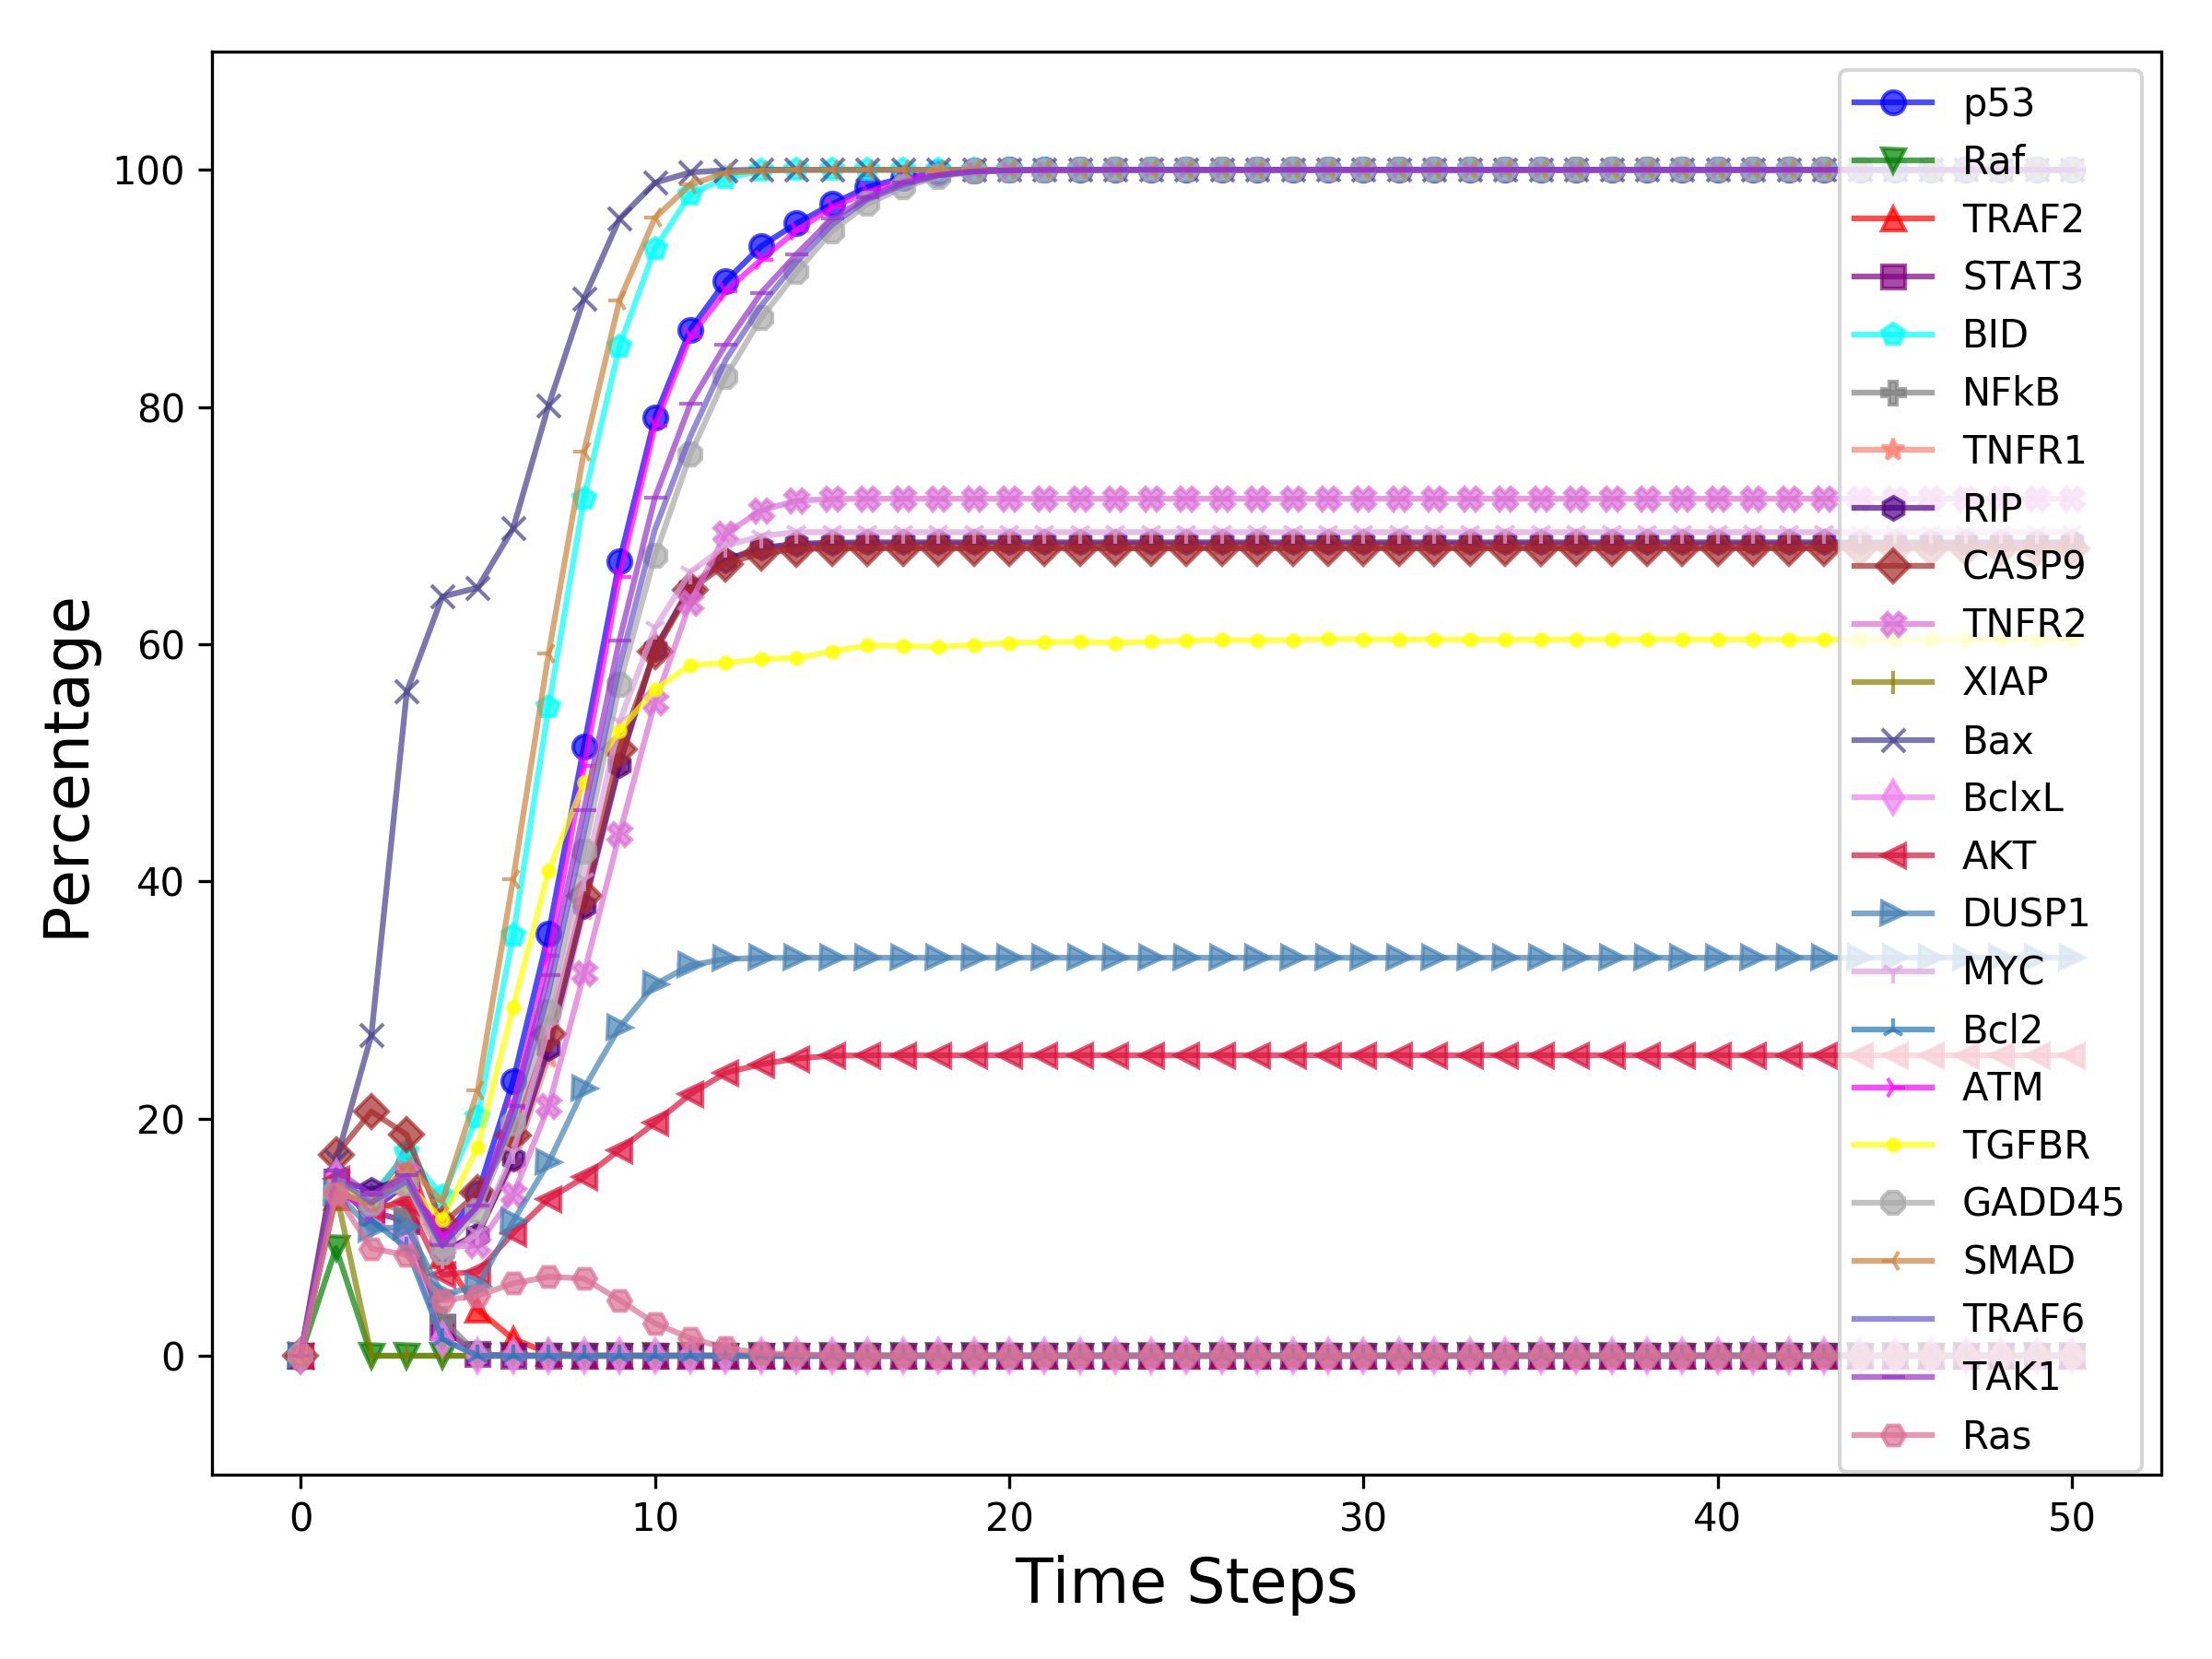 100
80
60
40
20
0
Percentage
0 10 20 30 40 50
Time Steps
p53
Raf
TRAF2
STAT3
BID
NFkB
TNFR1
RIP
CASP9
TNFR2
XIAP
Bax
BclxL
AKT
DUSP1
MYC
Bcl2
ATM
TGFBR
GADD45
SMAD
TRAF6
TAK1
Ras